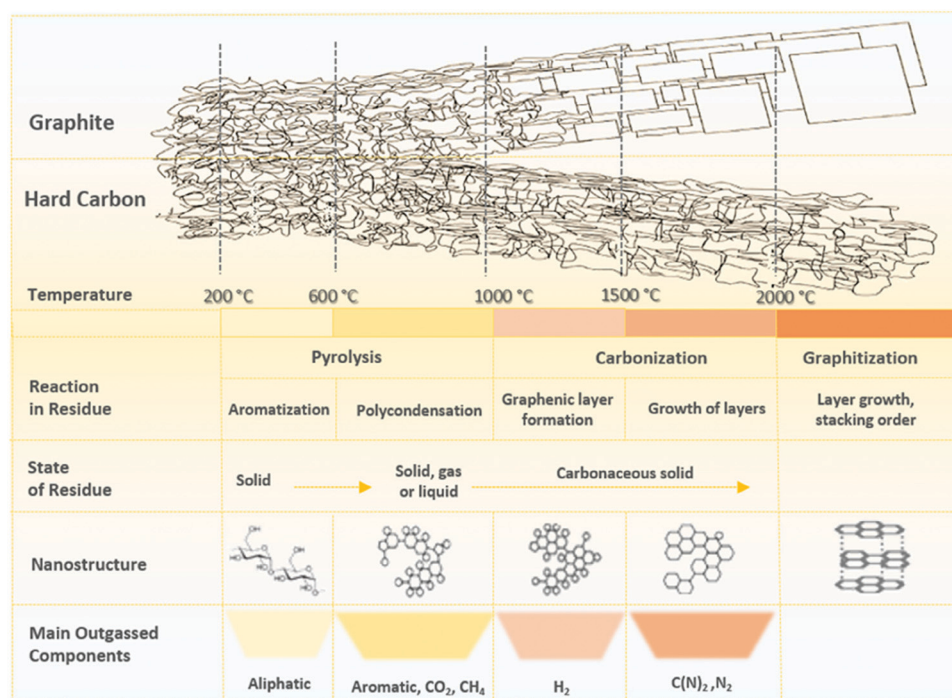 Graphite
Hard Carbon
Temperature
200 °C
600 °C
1000 °C
1500 °C
2000 °C
Pyrolysis
Carbonization
Graphitization
Reaction
in Residue
Aromatization
Polycondensation
Graphenic layer
formation
Growth of layers
Layer growth,
stacking order
State
of Residue
Solid
Solid, gas
or liquid
Carbonaceous solid
Nanostructure
Main Outgassed
Components
Aliphatic
Aromatic, CO₂, CH₄
H₂
C(N)₂ ,N₂